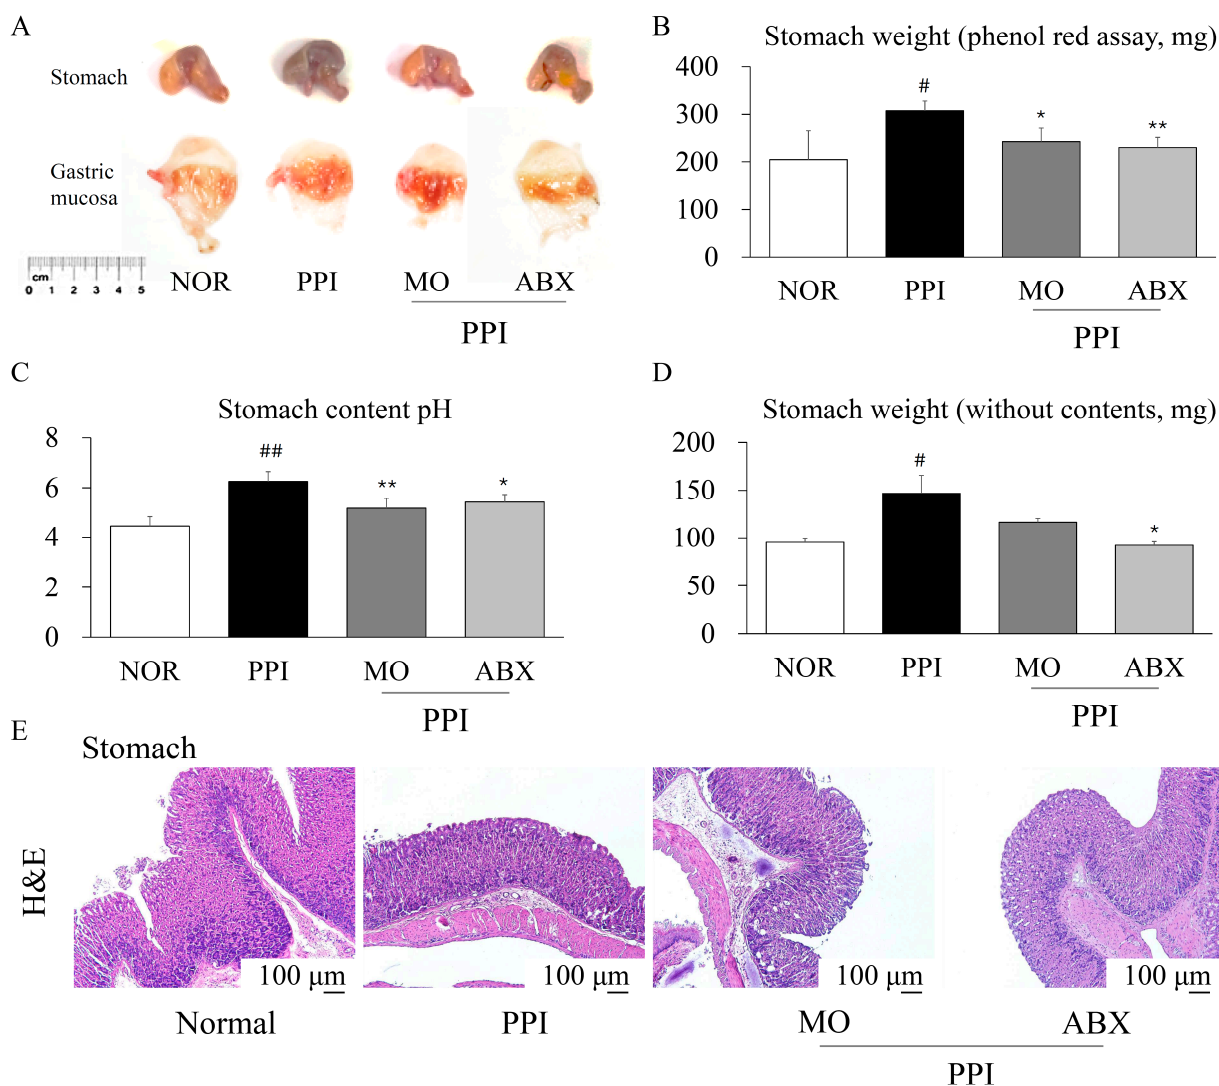 A
Stomach
Gastric
mucosa
cm
0 1 2 3 4 5
NOR PPI MO ABX
PPI
B
Stomach weight (phenol red assay, mg)
400
300
200
100
0
#
*
**
NOR PPI MO ABX
PPI
C
Stomach content pH
8
6
4
2
0
##
**
*
NOR PPI MO ABX
PPI
D
Stomach weight (without contents, mg)
200
150
100
50
0
#
*
NOR PPI MO ABX
PPI
E
Stomach
H&E
100 μm 100 μm 100 μm 100 μm
Normal PPI MO ABX
PPI